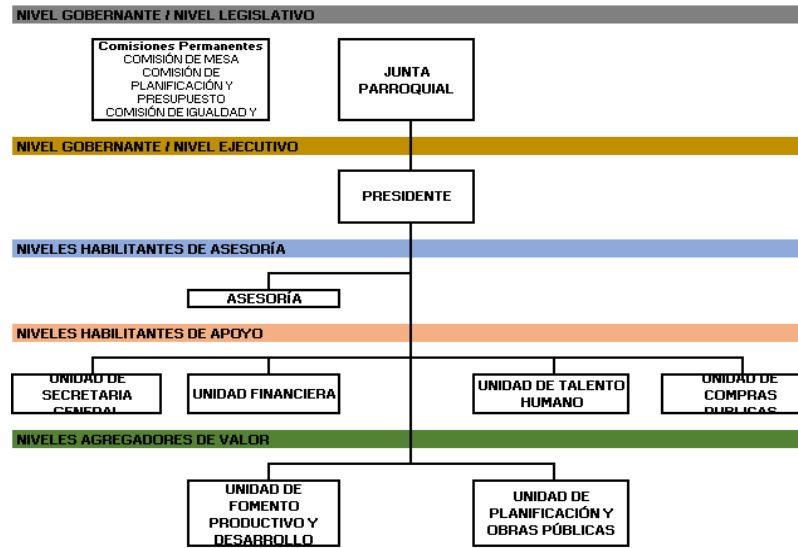 NIVEL GOBERNANTE / NIVEL LEGISLATIVO
Comisiones Permanentes
COMISIÓN DE MESA
COMISIÓN DE
PLANIFICACIÓN Y
PRESUPUESTO
COMISIÓN DE IGUALDAD Y
JUNTA
PARROQUIAL
NIVEL GOBERNANTE / NIVEL EJECUTIVO
PRESIDENTE
NIVELES HABILITANTES DE ASESORÍA
ASESORÍA
NIVELES HABILITANTES DE APOYO
UNIDAD DE
SECRETARIA
GENERAL
UNIDAD FINANCIERA
UNIDAD DE TALENTO
HUMANO
UNIDAD DE
COMPRAS
PUBLICAS
NIVELES AGREGADORES DE VALOR
UNIDAD DE
FOMENTO
PRODUCTIVO Y
DESARROLLO
UNIDAD DE
PLANIFICACIÓN Y
OBRAS PÚBLICAS